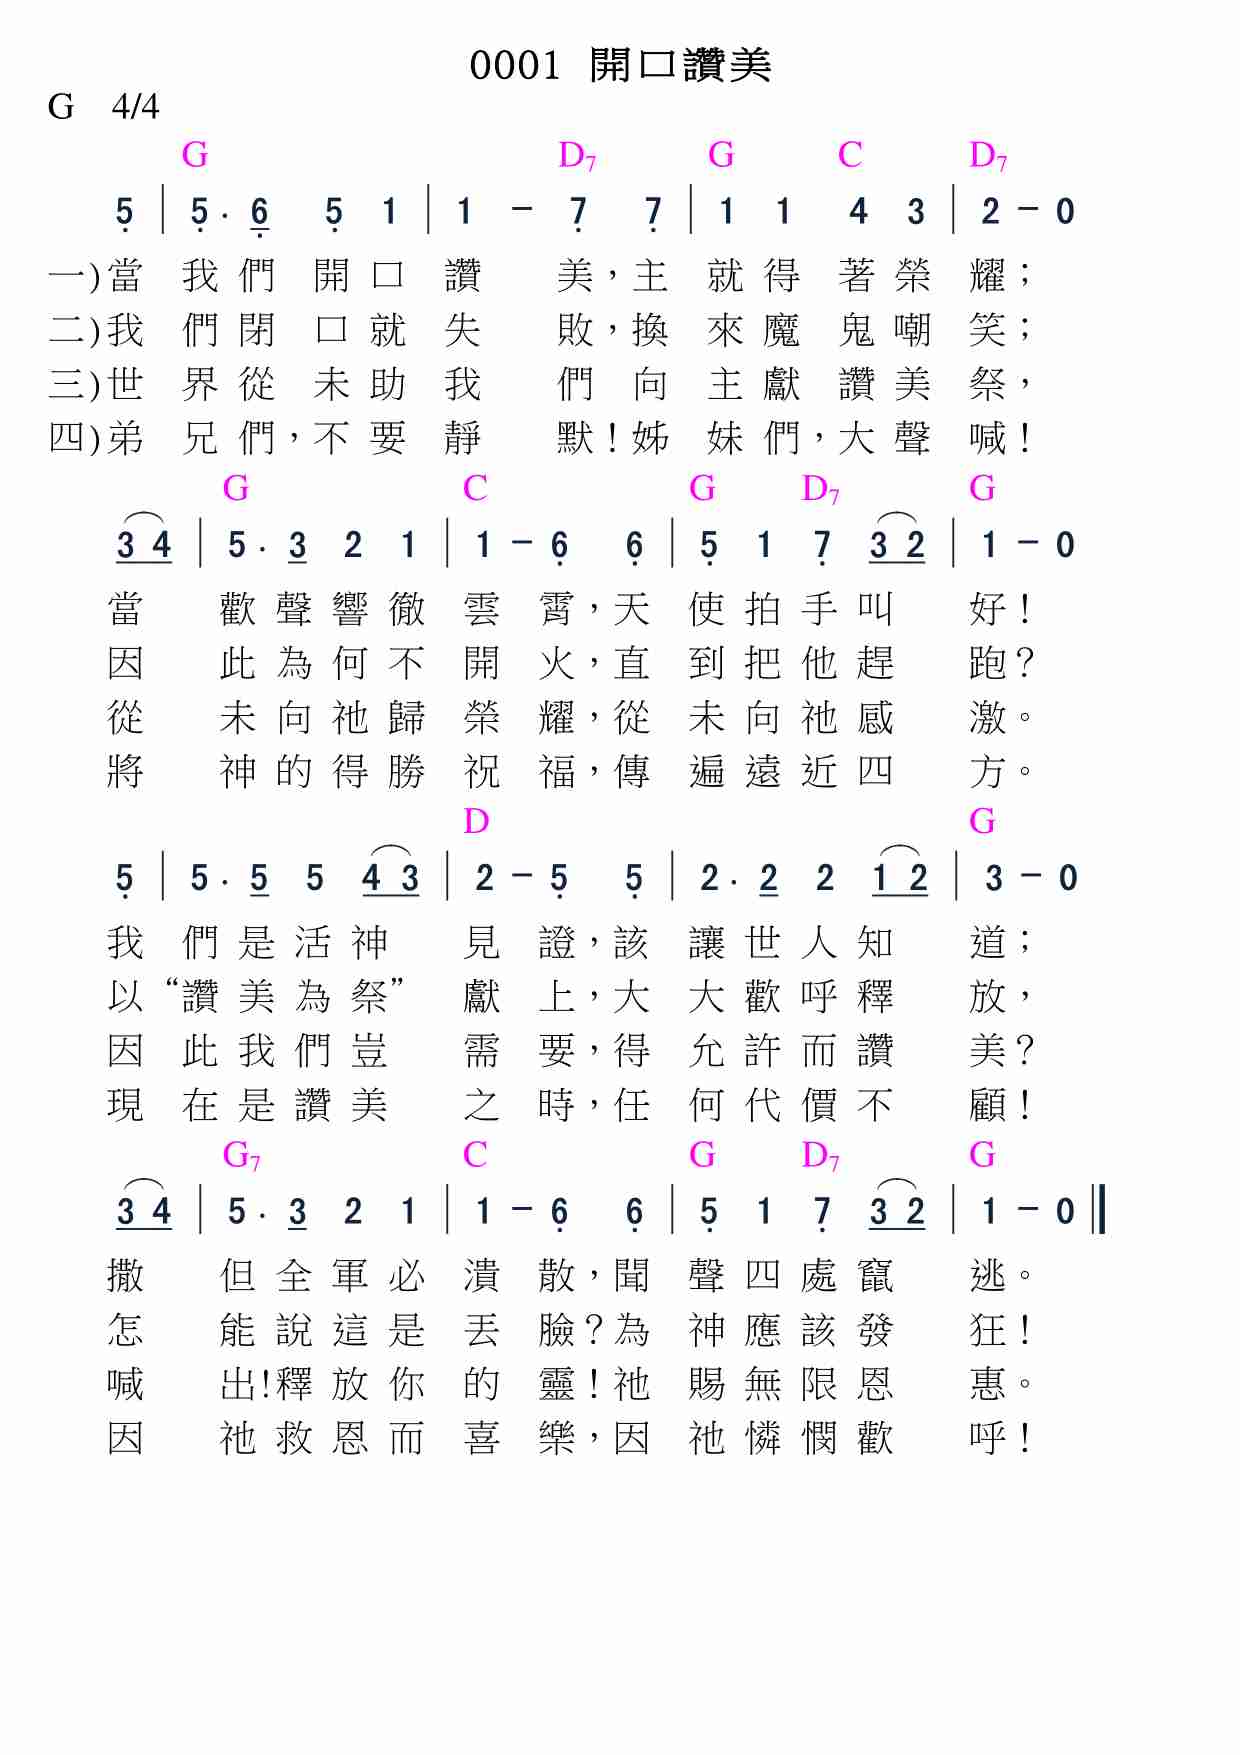 0001 開口讚美
G 4/4
G D7 G C D7
5 | 5 . 6 5 1 | 1 － 7 7 | 1 1 4 3 | 2 － 0
一)當 我們 開口 讚 美，主 就得著榮 耀；
二)我 們閉 口就 失 敗，換 來魔鬼嘲 笑；
三)世 界從 未助 我 們 向 主獻讚美 祭，
四)弟 兄們，不要 靜 默！姊 妹們，大聲 喊！
G C G D7 G
3 4 | 5 . 3 2 1 | 1 － 6 6 | 5 1 7 3 2 | 1 － 0
當 歡聲響徹 雲 霄，天 使拍手叫 好！
因 此為何不 開 火，直 到把他趕 跑？
從 未向祂歸 榮 耀，從 未向祂感 激。
將 神的得勝 祝 福，傳 遍遠近四 方。
D G
5 | 5 . 5 5 4 3 | 2 － 5 5 | 2 . 2 2 1 2 | 3 － 0
我 們是活神 見 證，該 讓世人知 道；
以“讚美為祭” 獻 上，大 大歡呼釋 放，
因 此我們豈 需 要，得 允許而讚 美？
現 在是讚美 之 時，任 何代價不 顧！
G7 C G D7 G
3 4 | 5 . 3 2 1 | 1 － 6 6 | 5 1 7 3 2 | 1 － 0 ‖
撒 但全軍必 潰 散，聞 聲四處竄 逃。
怎 能說這是 丟 臉？為 神應該發 狂！
喊 出！釋放你 的 靈！祂 賜無限恩 惠。
因 祂救恩而 喜 樂，因 祂憐憫歡 呼！